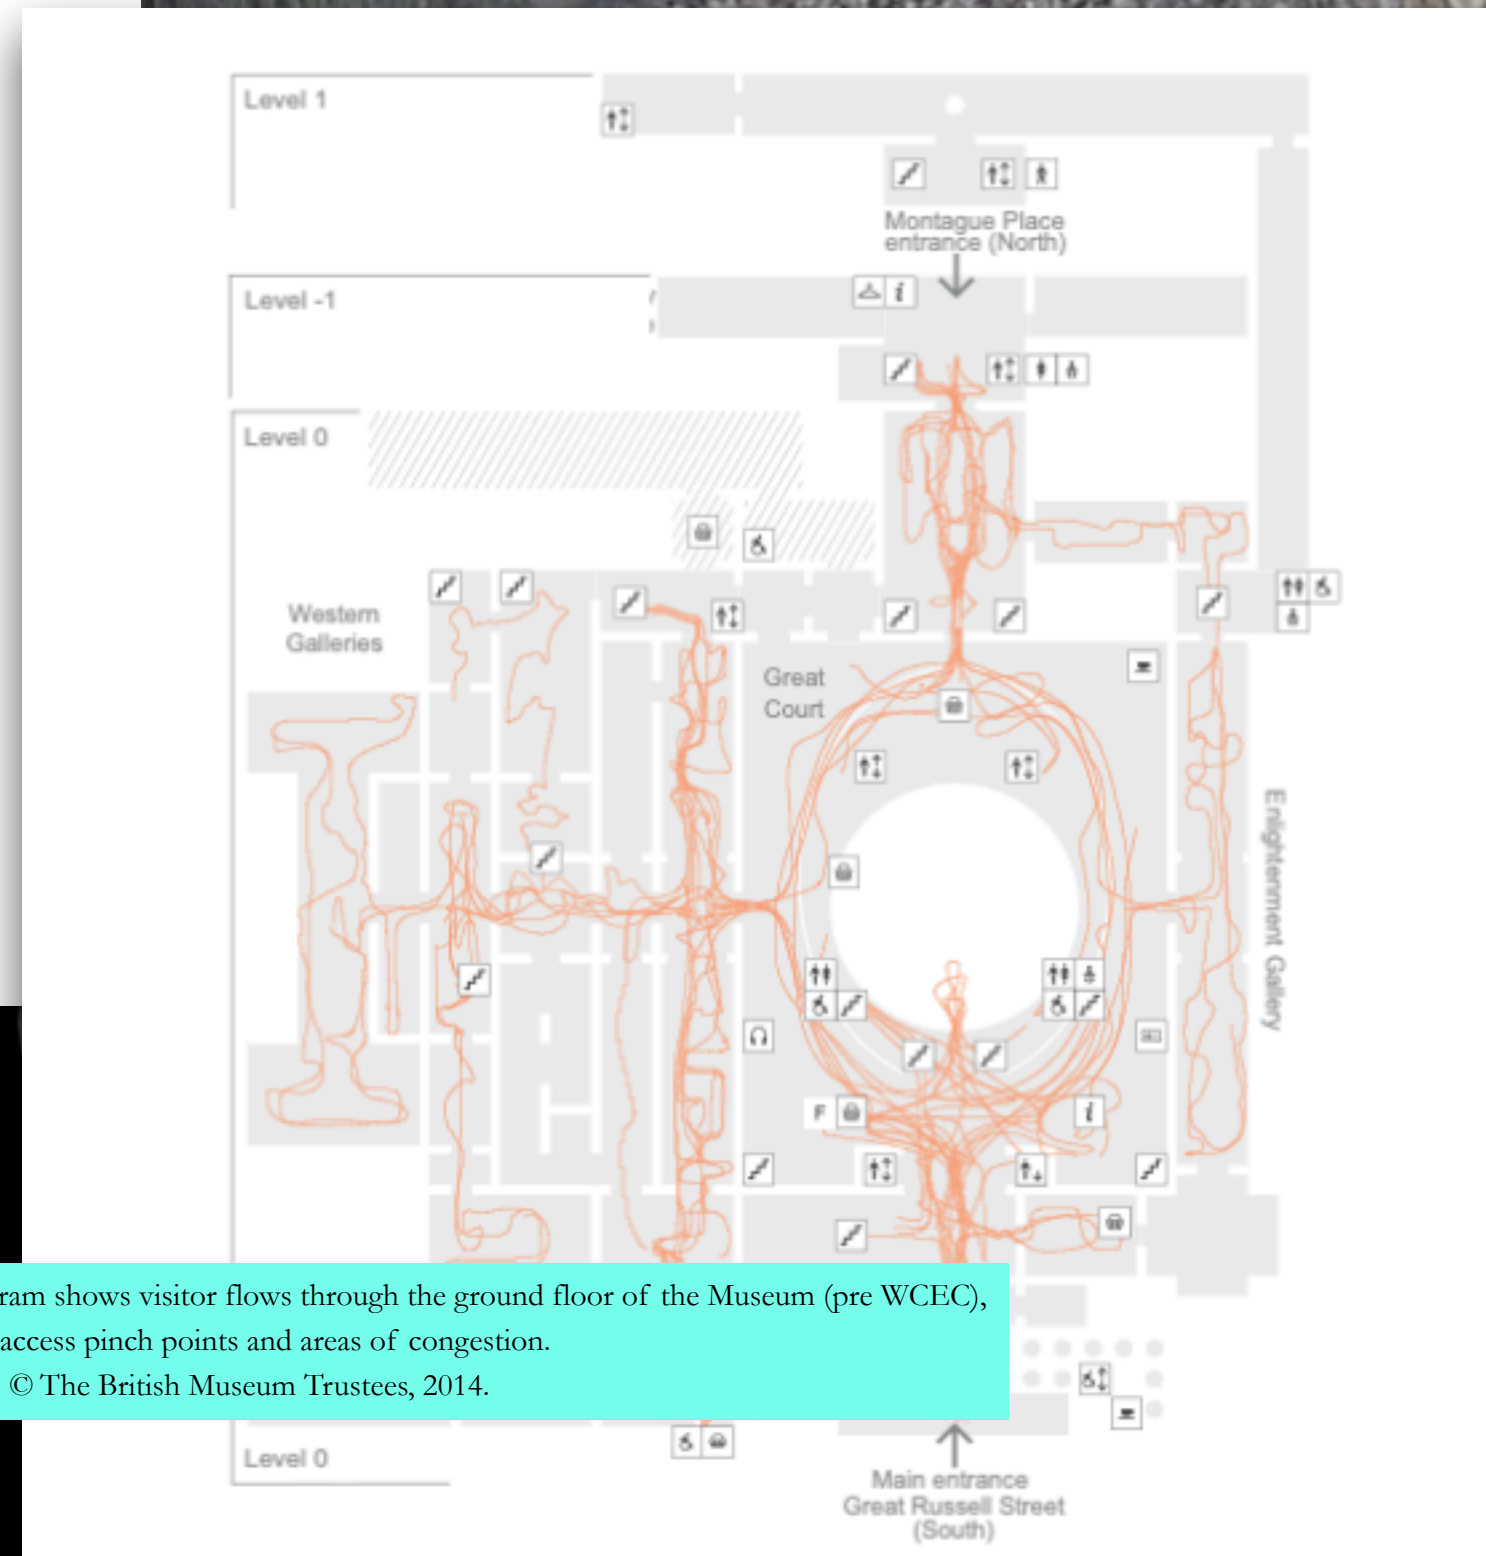 Level 1
Montague Place
entrance (North)
Level -1
i
Level 0
Western
Galleries
Great
Court
Enlightenment Gallery
F
i
ram shows visitor flows through the ground floor of the Museum (pre WCEC),
access pinch points and areas of congestion.
© The British Museum Trustees, 2014.
Level 0
Main entrance
Great Russell Street
(South)